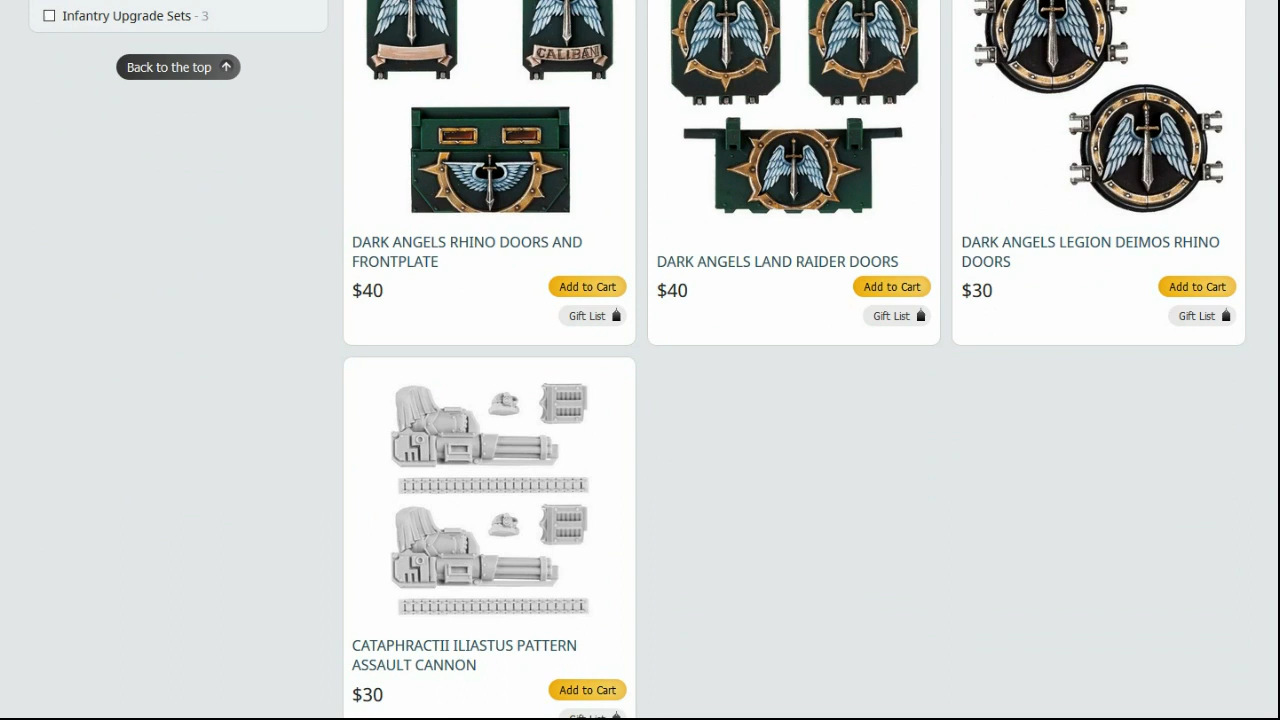 Infantry Upgrade Sets - 3
Back to the top
CALIBAN
DARK ANGELS RHINO DOORS AND
FRONTPLATE
$40
Add to Cart
Gift List
DARK ANGELS LAND RAIDER DOORS
$40
Add to Cart
Gift List
DARK ANGELS LEGION DEIMOS RHINO
DOORS
$30
Add to Cart
Gift List
CATAPHRACTII ILIASTUS PATTERN
ASSAULT CANNON
$30
Add to Cart
Gift List